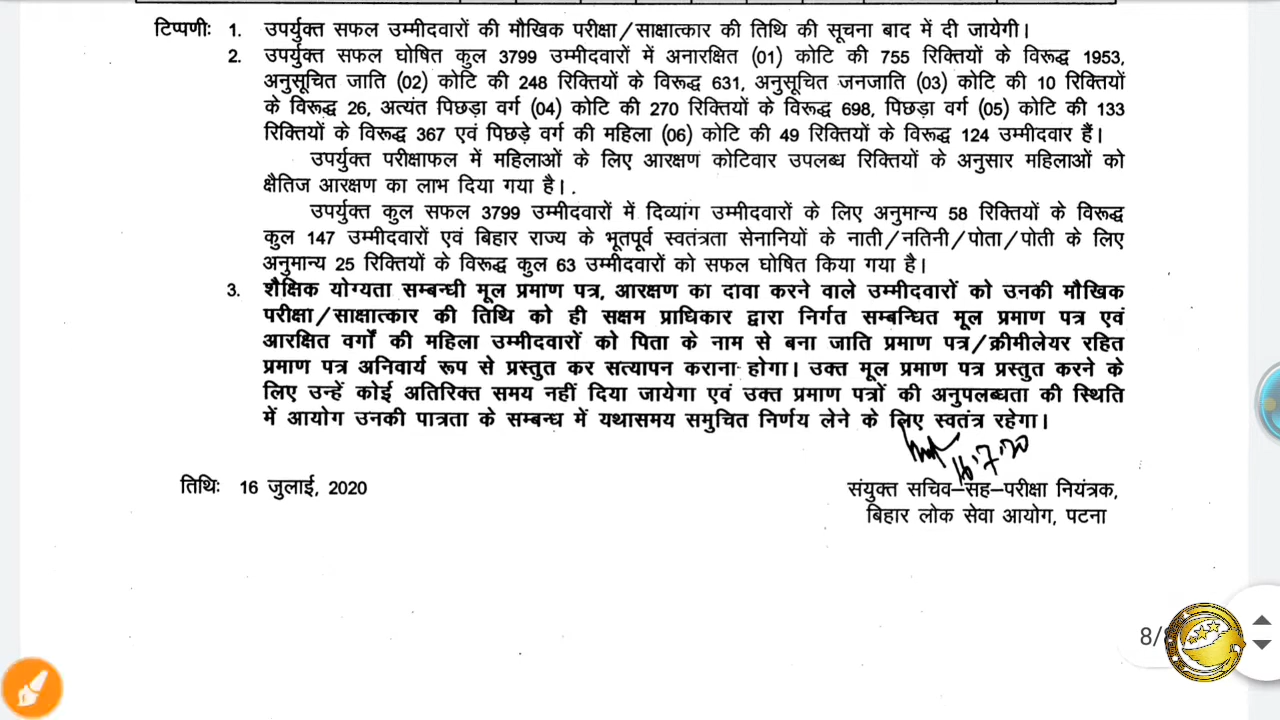 टिप्पणीः 1. उपर्युक्त सफल उम्मीदवारों की मौखिक परीक्षा/साक्षात्कार की तिथि की सूचना बाद में दी जायेगी।
2. उपर्युक्त सफल घोषित कुल 3799 उम्मीदवारों में अनारक्षित (01) कोटि की 755 रिक्तियों के विरूद्ध 1953,
अनुसूचित जाति (02) कोटि की 248 रिक्तियों के विरूद्ध 631, अनुसूचित जनजाति (03) कोटि की 10 रिक्तियों
के विरूद्ध 26, अत्यंत पिछड़ा वर्ग (04) कोटि की 270 रिक्तियों के विरूद्ध 698, पिछड़ा वर्ग (05) कोटि की 133
रिक्तियों के विरूद्ध 367 एवं पिछड़े वर्ग की महिला (06) कोटि की 49 रिक्तियों के विरूद्ध 124 उम्मीदवार हैं।
उपर्युक्त परीक्षाफल में महिलाओं के लिए आरक्षण कोटिवार उपलब्ध रिक्तियों के अनुसार महिलाओं को
क्षैतिज आरक्षण का लाभ दिया गया है।
उपर्युक्त कुल सफल 3799 उम्मीदवारों में दिव्यांग उम्मीदवारों के लिए अनुमान्य 58 रिक्तियों के विरूद्ध
कुल 147 उम्मीदवारों एवं बिहार राज्य के भूतपूर्व स्वतंत्रता सेनानियों के नाती/नतिनी/पोता/पोती के लिए
अनुमान्य 25 रिक्तियों के विरूद्ध कुल 63 उम्मीदवारों को सफल घोषित किया गया है।
3. शैक्षिक योग्यता सम्बन्धी मूल प्रमाण पत्र, आरक्षण का दावा करने वाले उम्मीदवारों को उनकी मौखिक
परीक्षा/साक्षात्कार की तिथि को ही सक्षम प्राधिकार द्वारा निर्गत सम्बन्धित मूल प्रमाण पत्र एवं
आरक्षित वर्गों की महिला उम्मीदवारों को पिता के नाम से बना जाति प्रमाण पत्र/क्रीमीलेयर रहित
प्रमाण पत्र अनिवार्य रूप से प्रस्तुत कर सत्यापन कराना होगा। उक्त मूल प्रमाण पत्र प्रस्तुत करने के
लिए उन्हें कोई अतिरिक्त समय नहीं दिया जायेगा एवं उक्त प्रमाण पत्रों की अनुपलब्धता की स्थिति
में आयोग उनकी पात्रता के सम्बन्ध में यथासमय समुचित निर्णय लेने के लिए स्वतंत्र रहेगा।
16.7.20
तिथिः 16 जुलाई, 2020
संयुक्त सचिव–सह–परीक्षा नियंत्रक,
बिहार लोक सेवा आयोग, पटना
8/